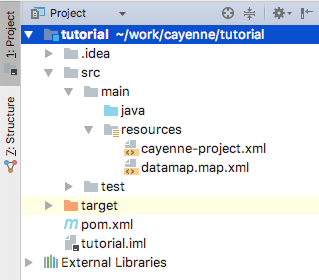 Project
1: Project
Z: Structure
tutorial ~/work/cayenne/tutorial
.idea
src
main
java
resources
cayenne-project.xml
datamap.map.xml
test
target
pom.xml
tutorial.iml
External Libraries